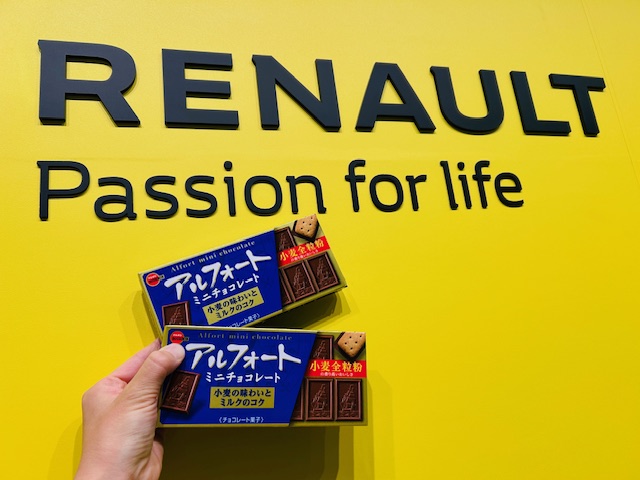 RENAULT
Passion for life
Alfort mini chocolate
アルフォート
ミニチョコレート
小麦の味わいと
ミルクのコク
〈チョコレート菓子〉
小麦全粒粉
Alfort mini chocolate
アルフォート
ミニチョコレート
小麦の味わいと
ミルクのコク
〈チョコレート菓子〉
小麦全粒粉